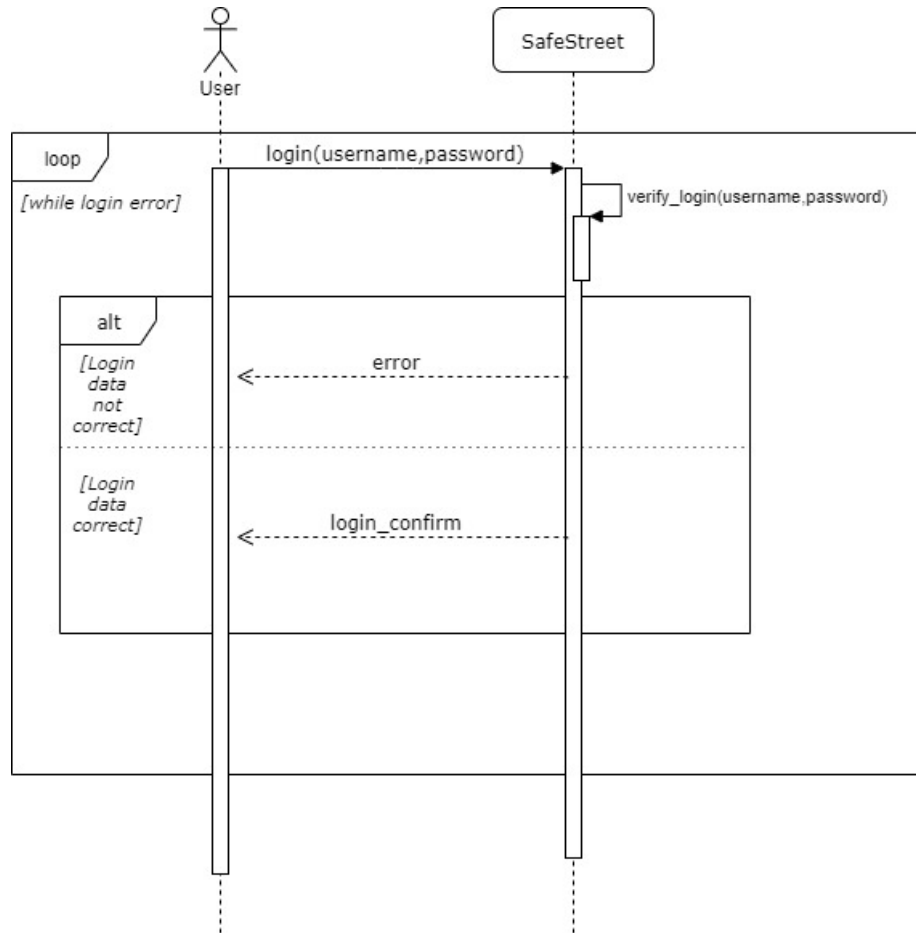 SafeStreet
User
loop
login(username,password)
[while login error]
verify_login(username,password)
alt
[Login
data
not
correct]
error
[Login
data
correct]
login_confirm